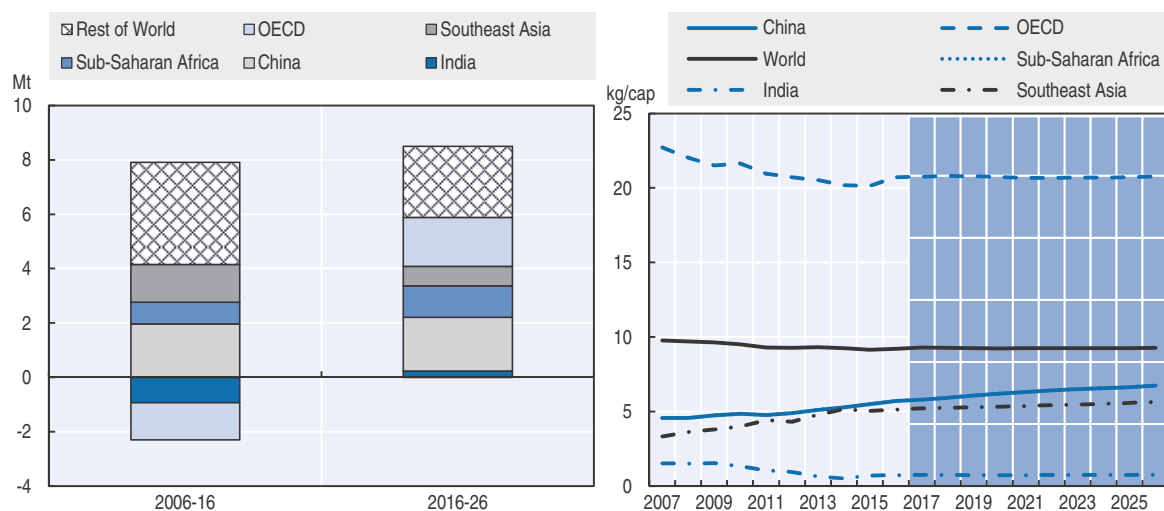 Rest of World OECD Southeast Asia
Sub-Saharan Africa China India
Mt
10
8
6
4
2
0
-2
-4
2006-16 2016-26
China OECD
World Sub-Saharan Africa
India Southeast Asia
kg/cap
25
20
15
10
5
0
2007 2009 2011 2013 2015 2017 2019 2021 2023 2025